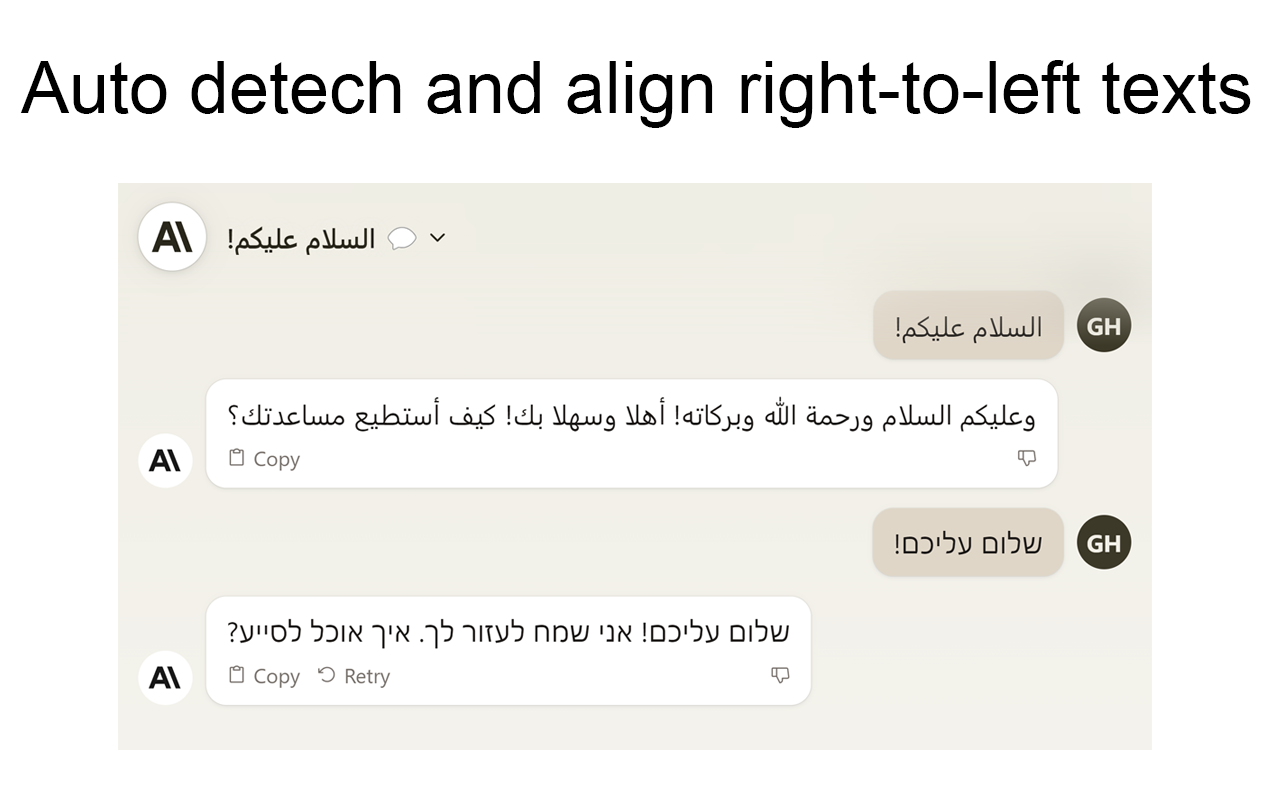 Auto detech and align right-to-left texts
A\
السلام عليكم!
السلام عليكم!
GH
وعليكم السلام ورحمة الله وبركاته! أهلا وسهلا بك! كيف أستطيع مساعدتك؟
Copy
A\
שלום עליכם!
GH
שלום עליכם! אני שמח לעזור לך. איך אוכל לסייע?
Copy Retry
A\